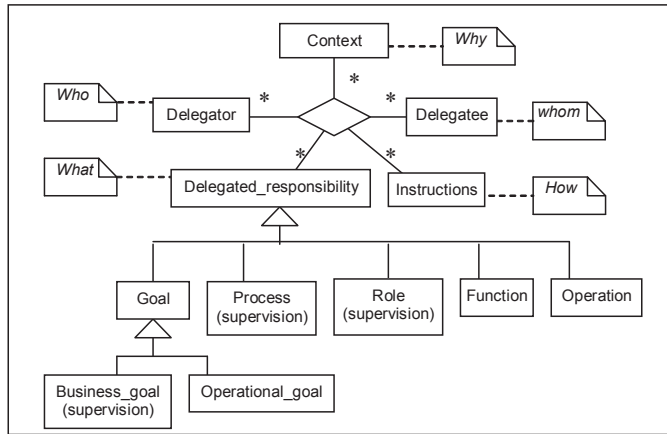 Context
Why
*
Who
Delegator
*
*
Delegatee
whom
What
*
*
Delegated_responsibility
Instructions
How
Goal
Process
(supervision)
Role
(supervision)
Function
Operation
Business_goal
(supervision)
Operational_goal